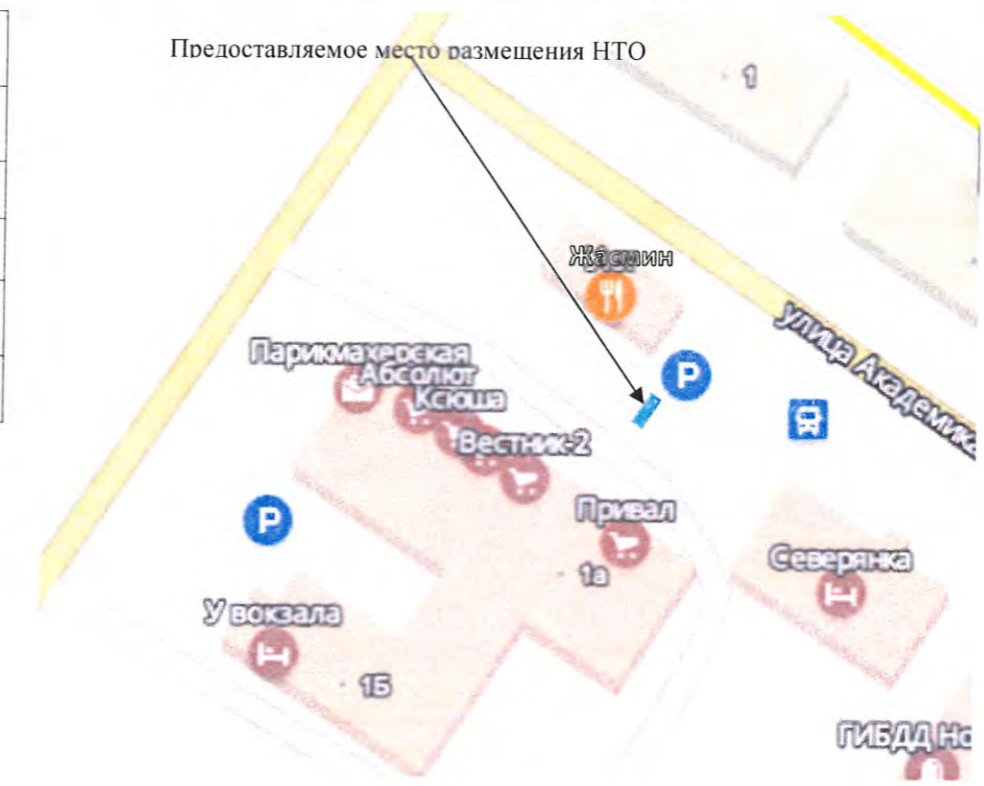 Предоставляемое место размещения НТО
1
Жасмин
P
улица Академика
Парикмахерская
Абсолют
Ксюша
Вестник-2
Привал
1а
P
Северянка
У вокзала
1Б
ГИБДД Но